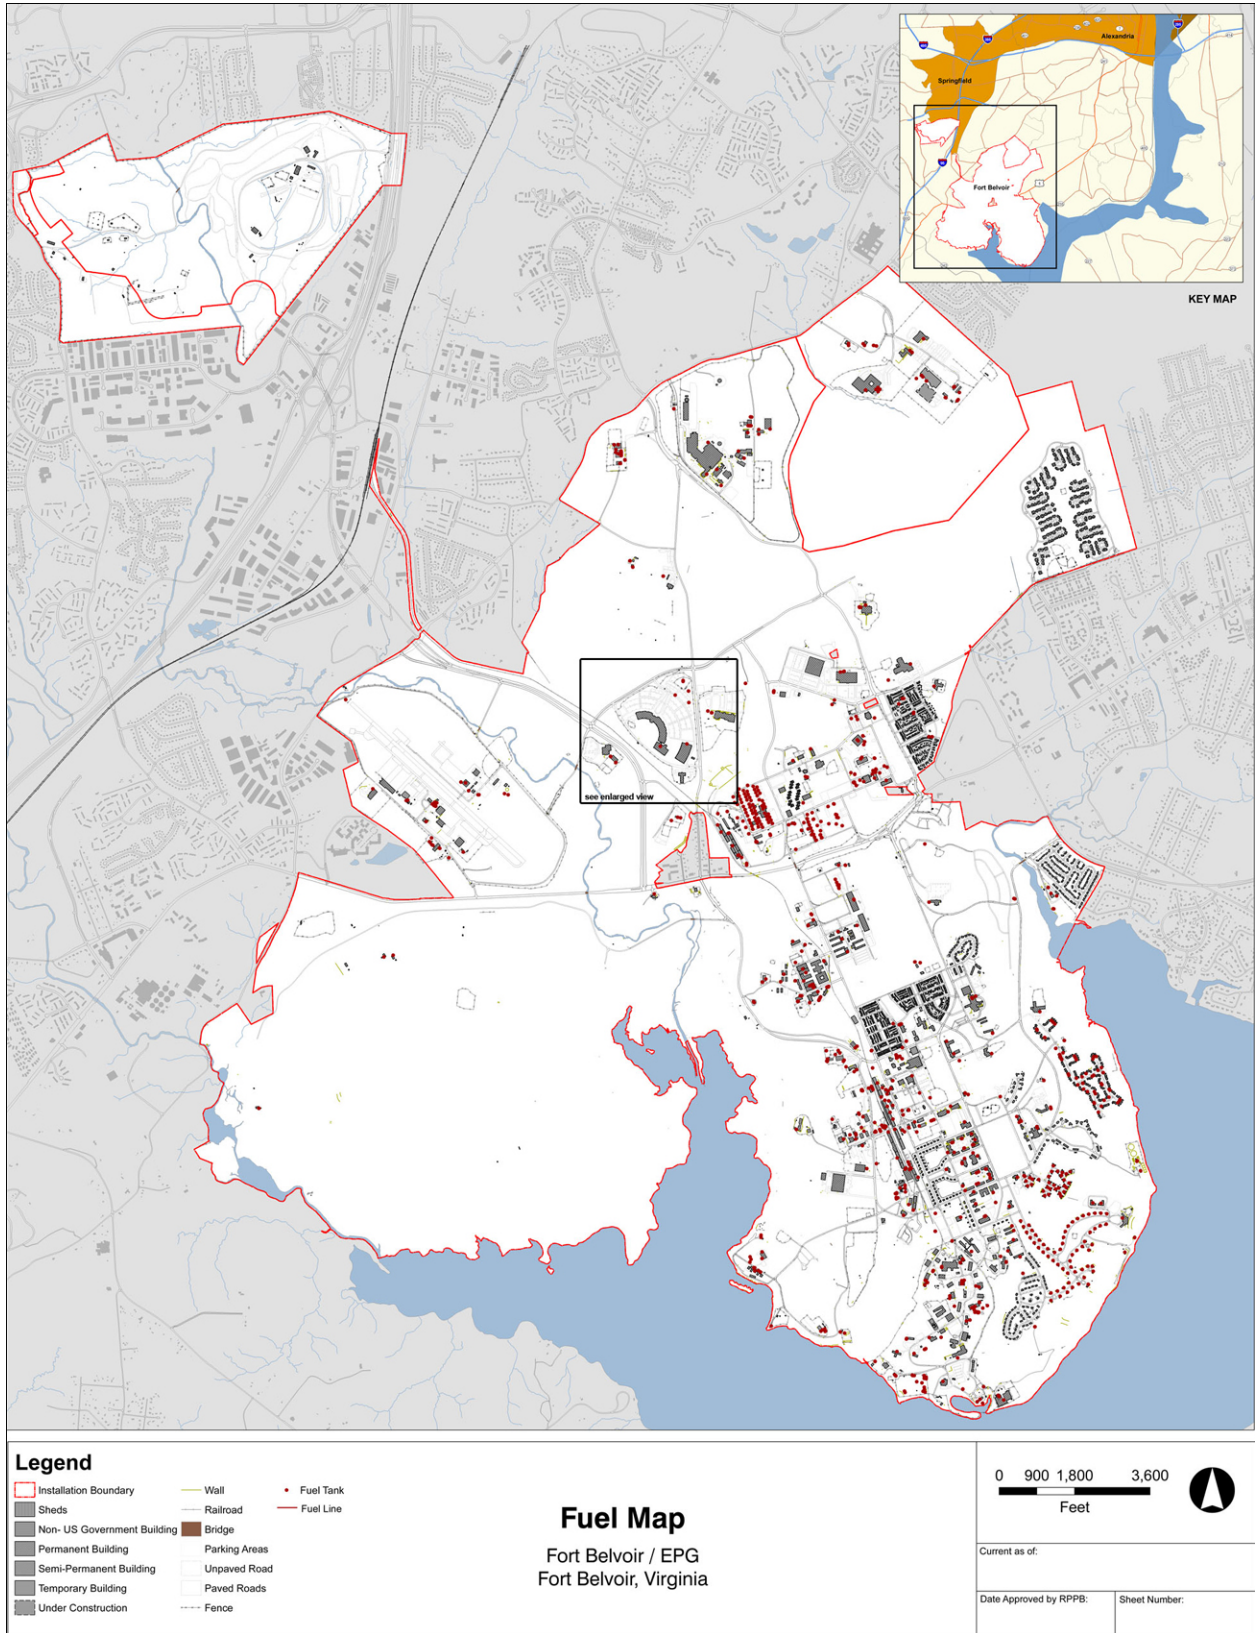 Alexandria
Springfield
Fort Belvoir
KEY MAP
see enlarged view
Legend
Installation Boundary
Sheds
Non- US Government Building
Permanent Building
Semi-Permanent Building
Temporary Building
Under Construction
Wall
Railroad
Bridge
Parking Areas
Unpaved Road
Paved Roads
Fence
Fuel Tank
Fuel Line
Fuel Map
Fort Belvoir / EPG
Fort Belvoir, Virginia
0 900 1,800 3,600
Feet
Current as of:
Date Approved by RPPB:
Sheet Number: